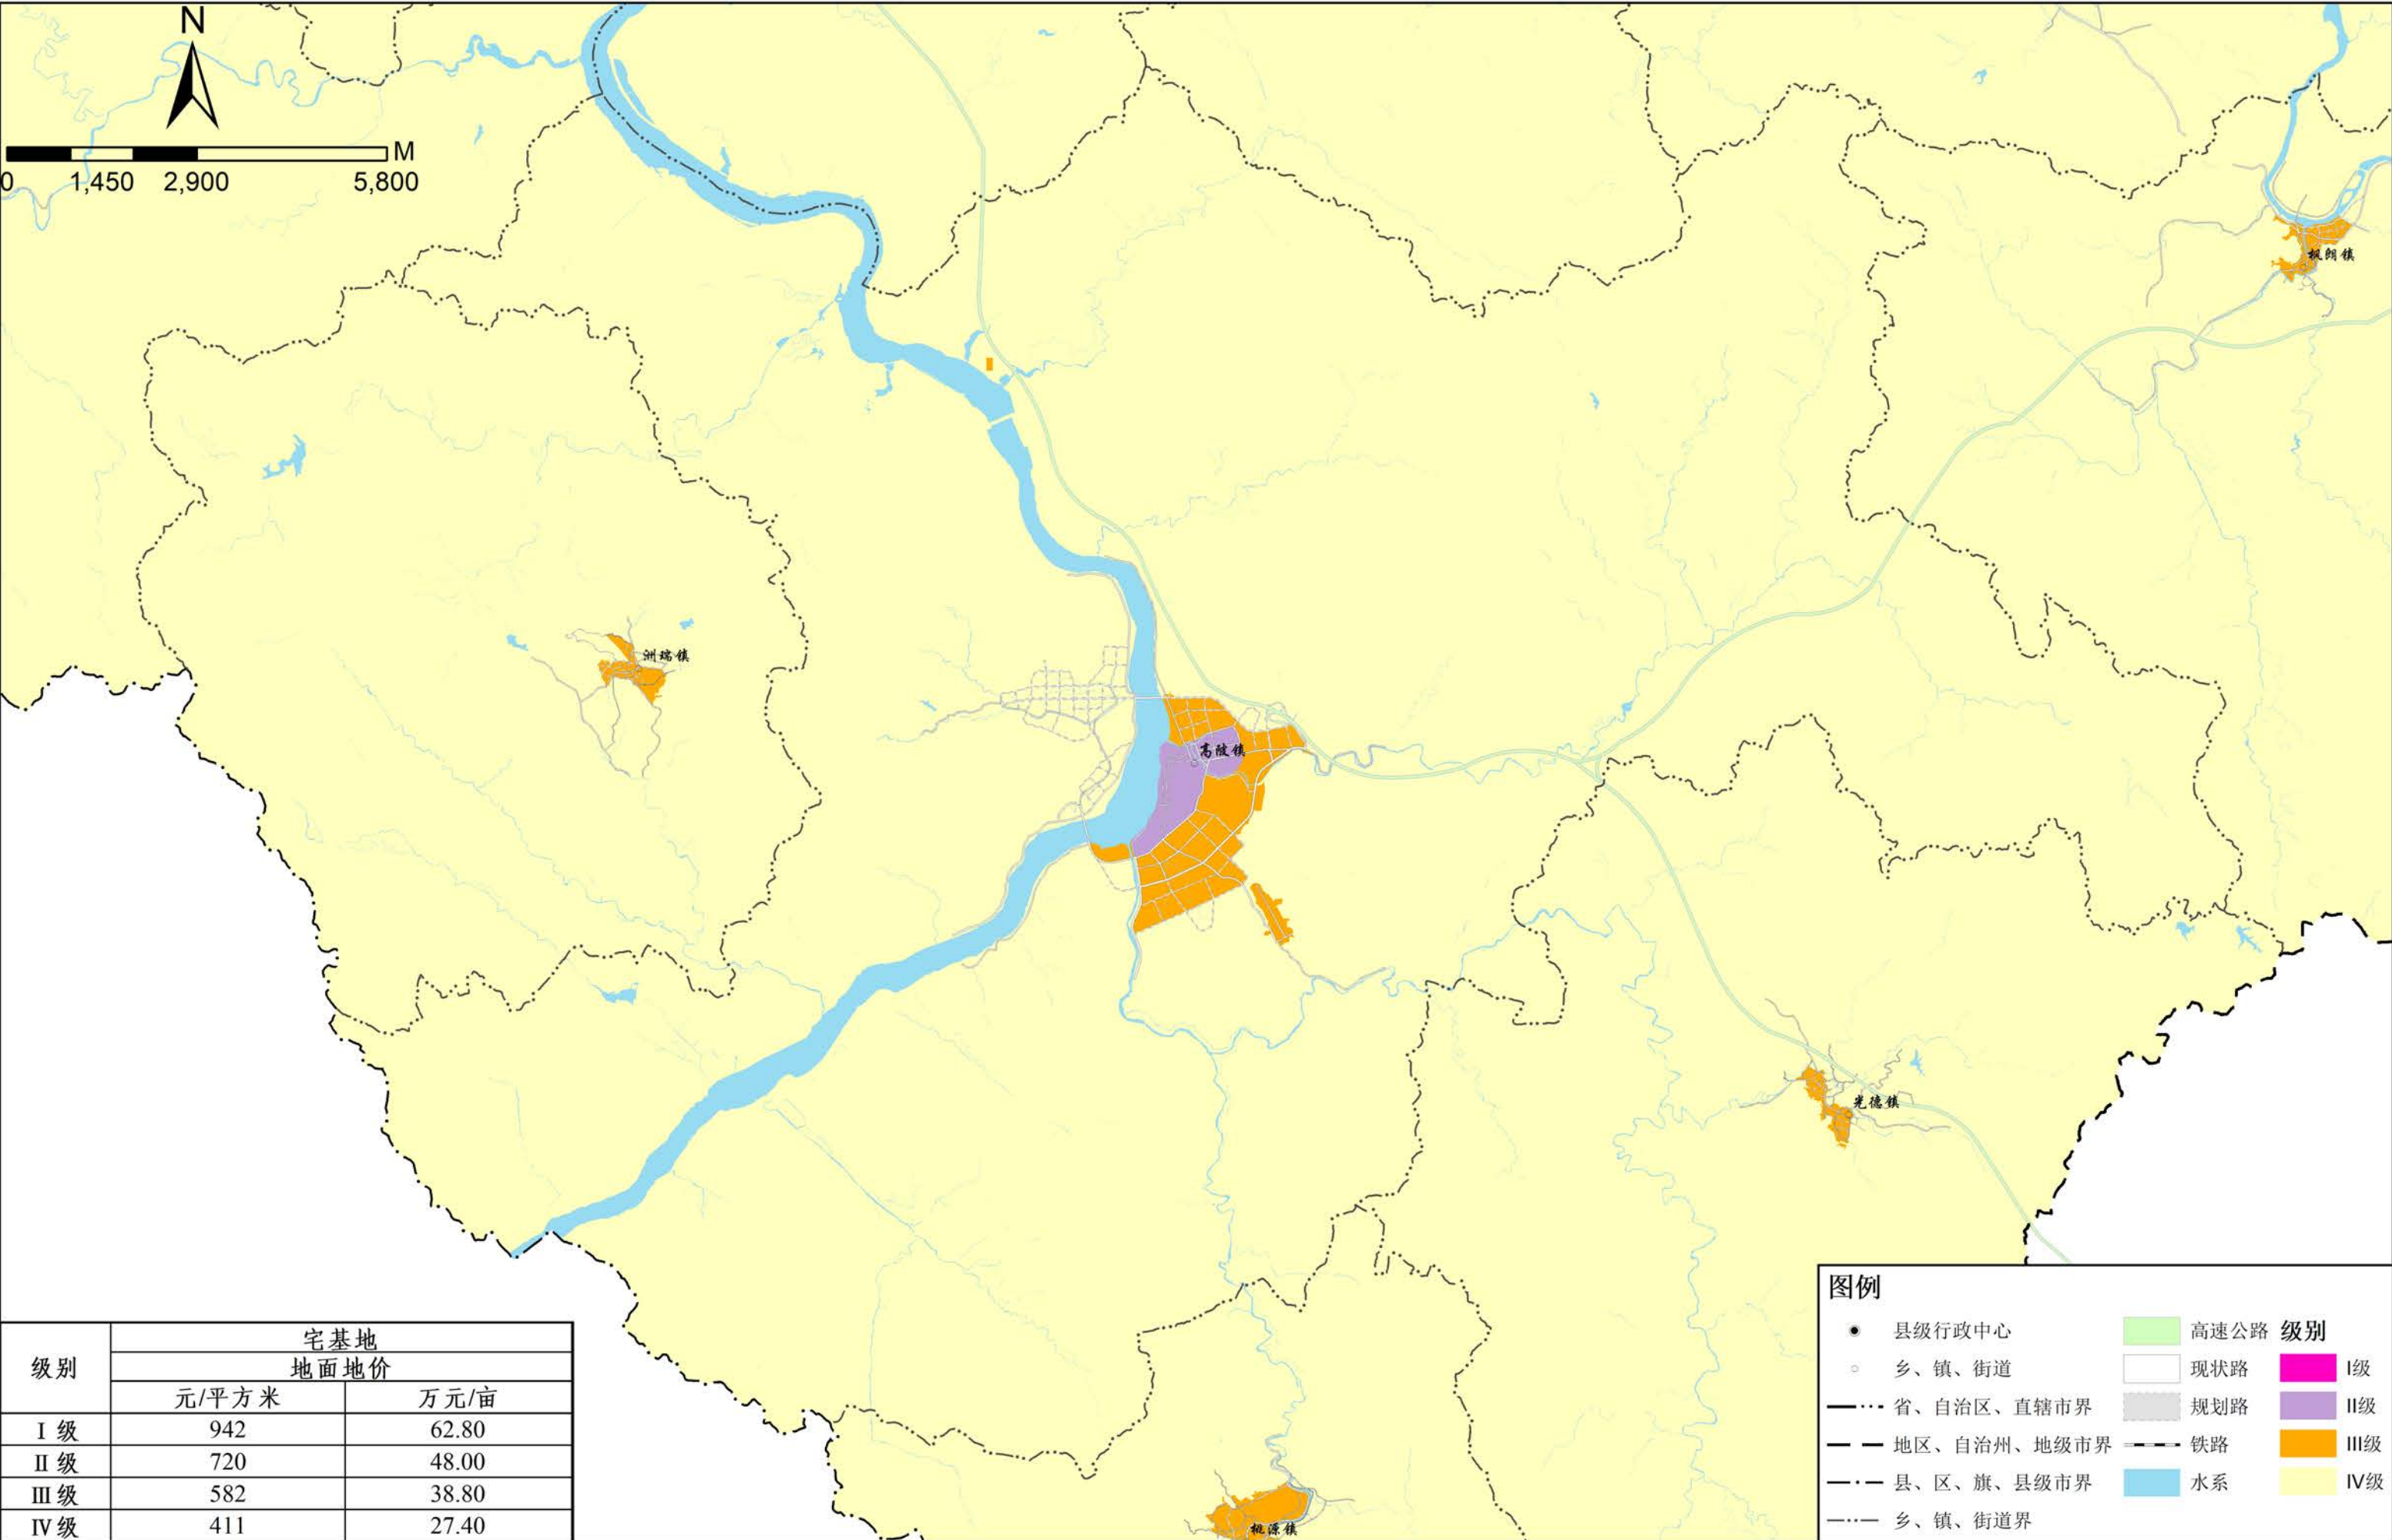 N
M
0 1,450 2,900 5,800
枫朗镇
洲瑞镇
高陂镇
光德镇
桃源镇
级别 宅基地
地面地价
元/平方米 万元/亩
I 级 942 62.80
II 级 720 48.00
III 级 582 38.80
IV 级 411 27.40
图例
县级行政中心
乡、镇、街道
省、自治区、直辖市界
地区、自治州、地级市界
县、区、旗、县级市界
乡、镇、街道界
高速公路
现状路
规划路
铁路
水系
级别
I级
II级
III级
IV级